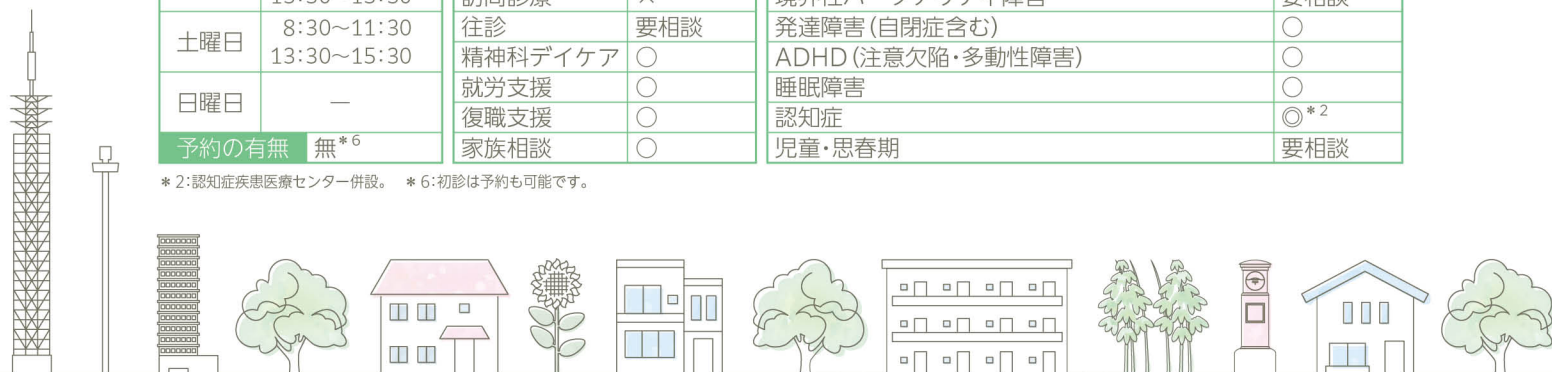 土曜日 8:30~11:30
13:30~15:30
日曜日 ―
予約の有無 無*6
往診 要相談
精神科デイケア ○
就労支援 ○
復職支援 ○
家族相談 ○
発達障害(自閉症含む) ○
ADHD(注意欠陥・多動性障害) ○
睡眠障害 ○
認知症 ◎*2
児童・思春期 要相談
*2:認知症疾患医療センター併設。 *6:初診は予約も可能です。